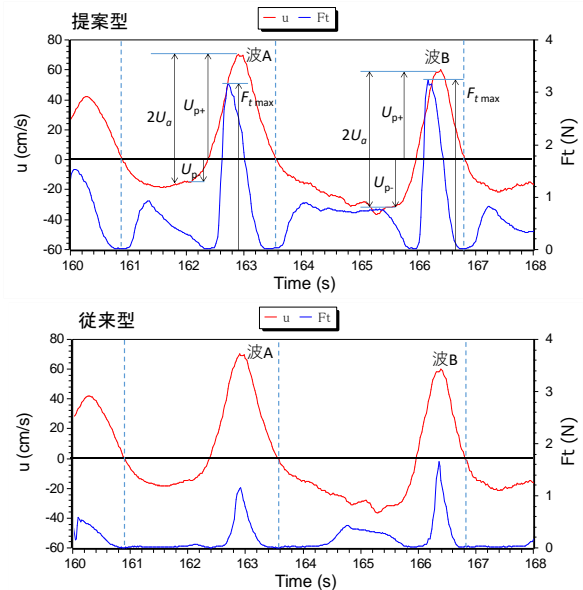 提案型
u Ft
u (cm/s)
80
60
40
20
0
-20
-40
-60
波A
波B
2Ua
Up+
Up-
Ft max
2Ua
Up+
Up-
Ft max
4
3
2
1
0
Ft (N)
160 161 162 163 164 165 166 167 168
Time (s)
従来型
u Ft
u (cm/s)
80
60
40
20
0
-20
-40
-60
波A
波B
4
3
2
1
0
Ft (N)
160 161 162 163 164 165 166 167 168
Time (s)